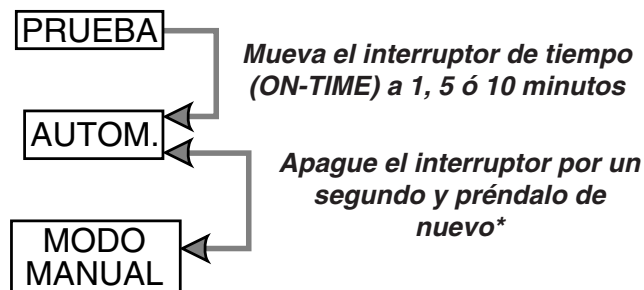 PRUEBA
Mueva el interruptor de tiempo
(ON-TIME) a 1, 5 ó 10 minutos
AUTOM.
Apague el interruptor por un
segundo y préndalo de
nuevo*
MODO
MANUAL